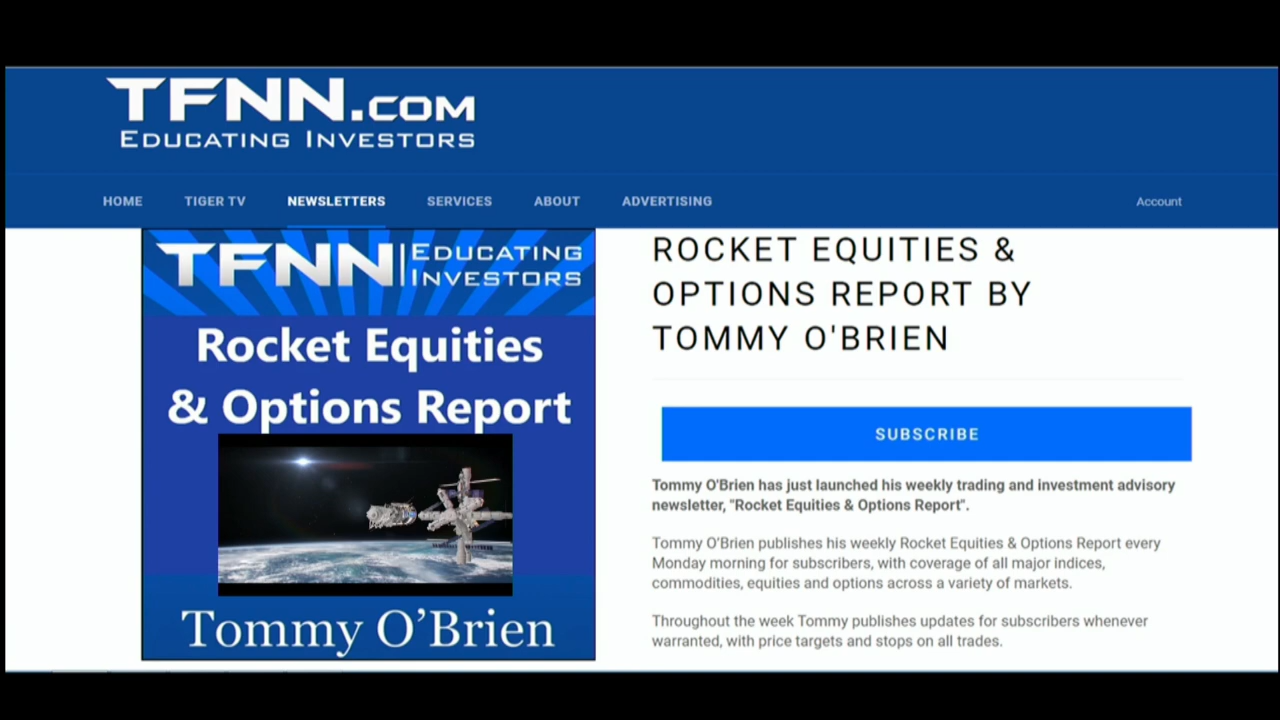 TFNN.COM
EDUCATING INVESTORS
HOME TIGER TV NEWSLETTERS SERVICES ABOUT ADVERTISING Account
TFNN EDUCATING
INVESTORS
Rocket Equities
& Options Report
Tommy O’Brien
ROCKET EQUITIES &
OPTIONS REPORT BY
TOMMY O'BRIEN
SUBSCRIBE
Tommy O'Brien has just launched his weekly trading and investment advisory
newsletter, "Rocket Equities & Options Report".
Tommy O’Brien publishes his weekly Rocket Equities & Options Report every
Monday morning for subscribers, with coverage of all major indices,
commodities, equities and options across a variety of markets.
Throughout the week Tommy publishes updates for subscribers whenever
warranted, with price targets and stops on all trades.